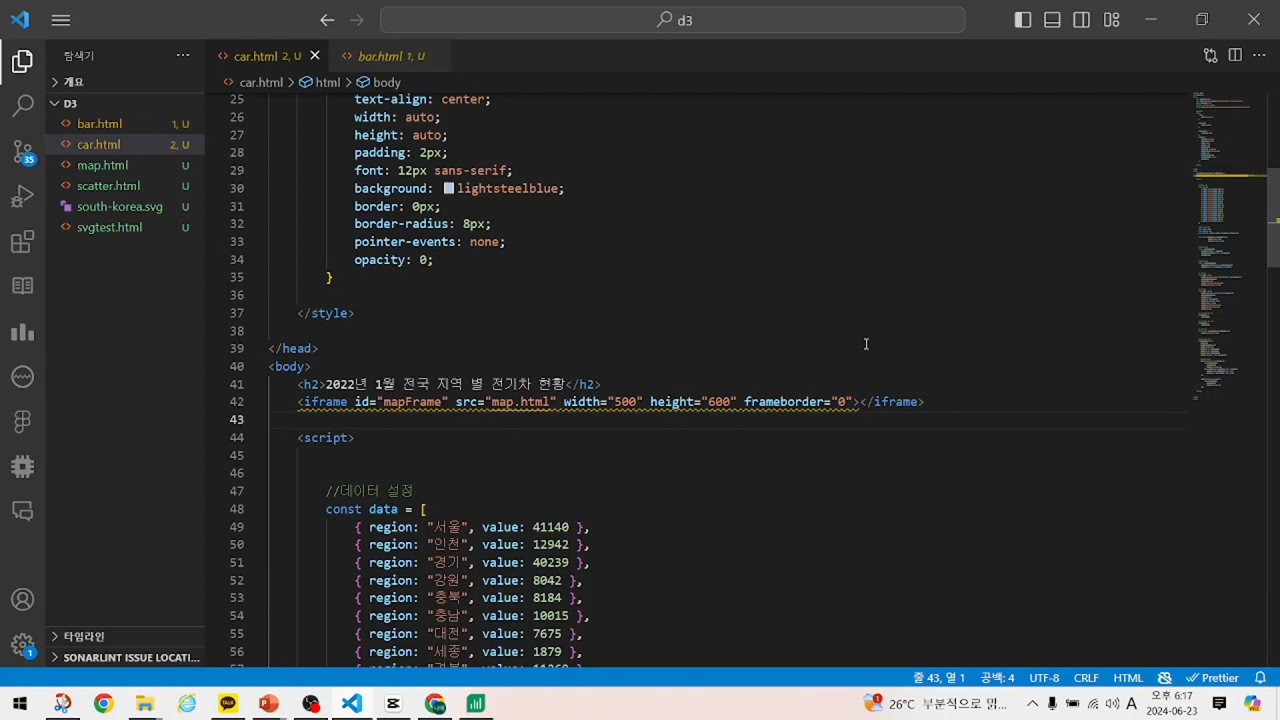 d3
탐색기
car.html 2, U
bar.html 1, U
개요
car.html > html > body
D3
bar.html 1, U
car.html 2, U
map.html U
scatter.html U
south-korea.svg U
svgtest.html U
35
25 text-align: center;
26 width: auto;
27 height: auto;
28 padding: 2px;
29 font: 12px sans-serif;
30 background: lightsteelblue;
31 border: 0px;
32 border-radius: 8px;
33 pointer-events: none;
34 opacity: 0;
35 }
36
37 </style>
38
39 </head>
40 <body>
41 <h2>2022년 1월 전국 지역 별 전기차 현황</h2>
42 <iframe id="mapFrame" src="map.html" width="500" height="600" frameborder="0"></iframe>
43
44 <script>
45
46
47 //데이터 설정
48 const data = [
49 { region: "서울", value: 41140 },
50 { region: "인천", value: 12942 },
51 { region: "경기", value: 40239 },
52 { region: "강원", value: 8042 },
53 { region: "충북", value: 8184 },
54 { region: "충남", value: 10015 },
55 { region: "대전", value: 7675 },
56 { region: "세종", value: 1879 },
타임라인
SONARLINT ISSUE LOCATI...
1
줄 43, 열 1
공백: 4
UTF-8
CRLF
HTML
Prettier
TALK
1
26°C 부분적으로 맑...
A
오후 6:17
2024-06-23